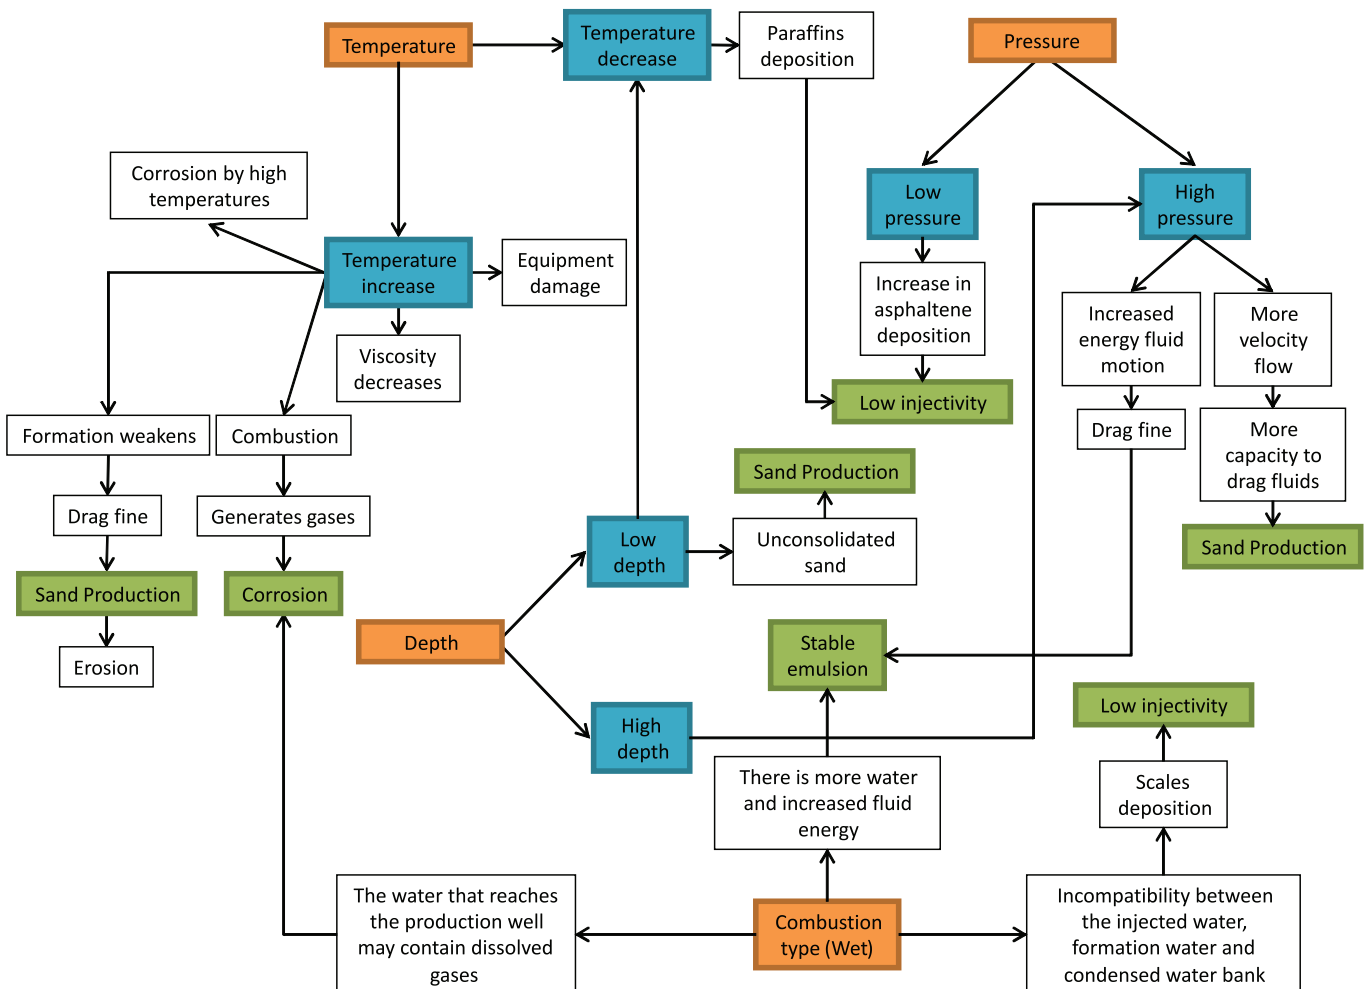 Temperature
Temperature
decrease
Paraffins
deposition
Pressure
Corrosion by high
temperatures
Low
pressure
High
pressure
Temperature
increase
Equipment
damage
Increase in
asphaltene
deposition
Increased
energy fluid
motion
More
velocity
flow
Viscosity
decreases
Low injectivity
Formation weakens
Combustion
Drag fine
More
capacity to
drag fluids
Sand Production
Drag fine
Generates gases
Low
depth
Unconsolidated
sand
Sand Production
Sand Production
Corrosion
Depth
Stable
emulsion
Erosion
Low injectivity
High
depth
There is more water
and increased fluid
energy
Scales
deposition
The water that reaches
the production well
may contain dissolved
gases
Combustion
type (Wet)
Incompatibility between
the injected water,
formation water and
condensed water bank